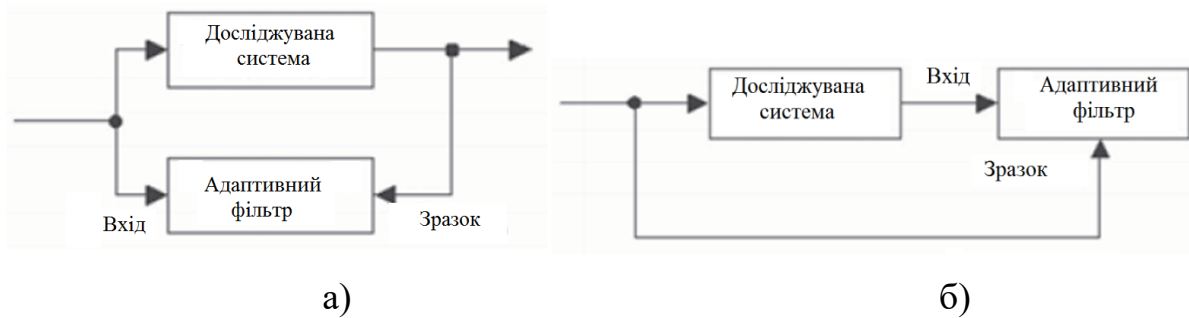 Досліджувана
система
Адаптивний
фільтр
Вхід
Зразок
а)
Досліджувана
система
Вхід
Адаптивний
фільтр
Зразок
б)